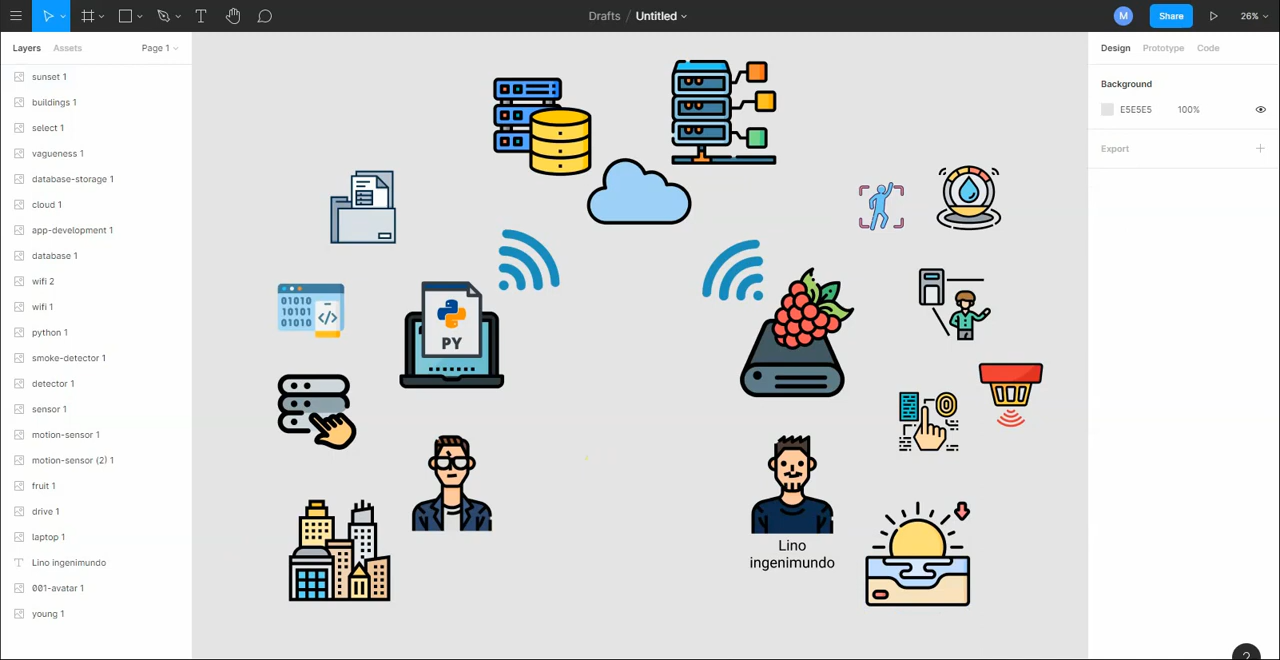 Drafts / Untitled
M
Share
26%
Layers
Assets
Page 1
Design
Prototype
Code
sunset 1
buildings 1
select 1
vagueness 1
database-storage 1
cloud 1
app-development 1
database 1
wifi 2
wifi 1
python 1
smoke-detector 1
detector 1
sensor 1
motion-sensor 1
motion-sensor (2) 1
fruit 1
drive 1
laptop 1
Lino ingenimundo
001-avatar 1
young 1
Background
E5E5E5 100%
Export
01010
10101
01010
</>
PY
Lino
ingenimundo
?